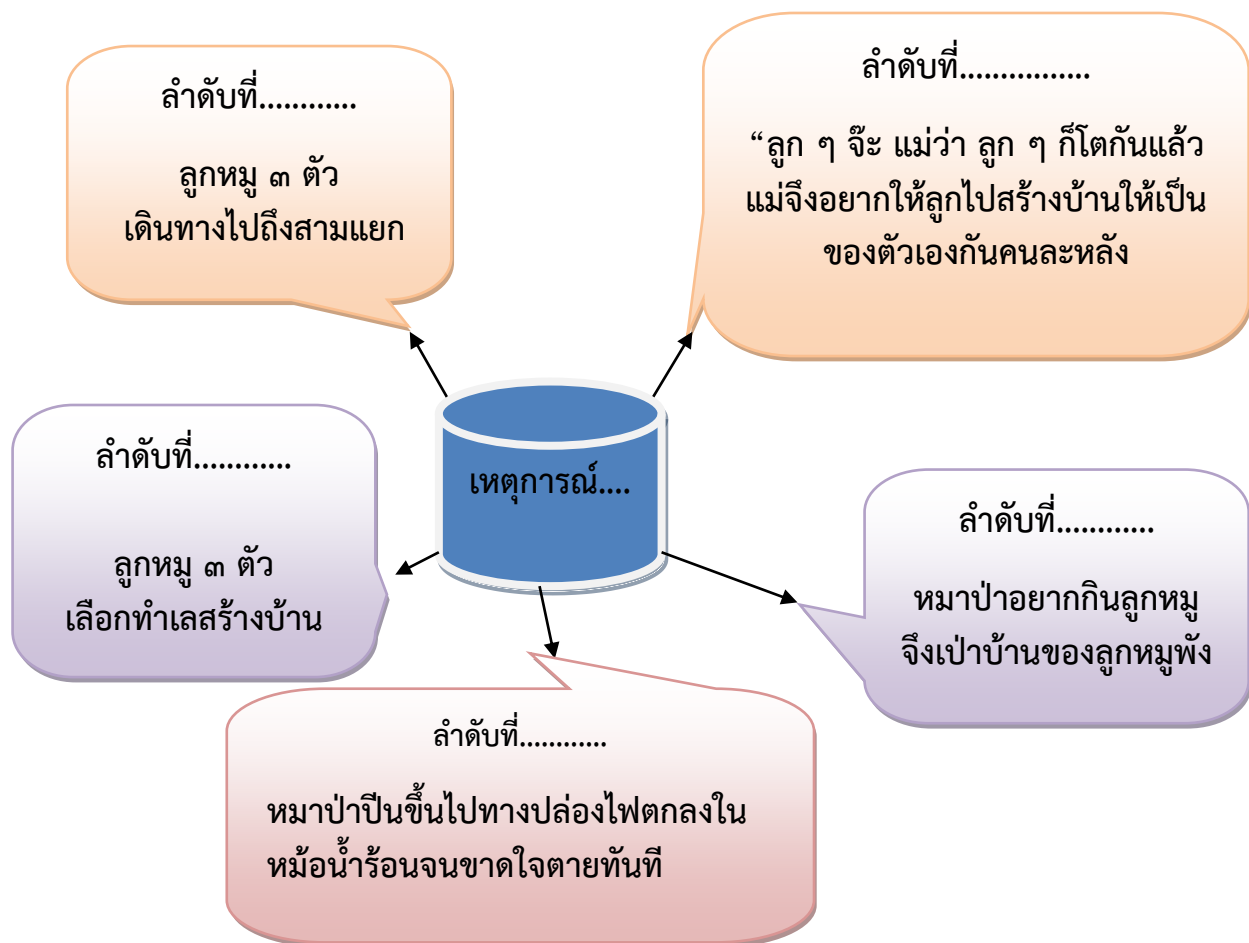 ลำดับที่............
ลูกหมู ๓ ตัว
เดินทางไปถึงสามแยก
ลำดับที่................
“ลูก ๆ จ๊ะ แม่ว่า ลูก ๆ ก็โตกันแล้ว
แม่จึงอยากให้ลูกไปสร้างบ้านให้เป็น
ของตัวเองกันคนละหลัง
เหตุการณ์....
ลำดับที่............
ลูกหมู ๓ ตัว
เลือกทำเลสร้างบ้าน
ลำดับที่............
หมาป่าอยากกินลูกหมู
จึงเป่าบ้านของลูกหมูพัง
ลำดับที่............
หมาป่าปีนขึ้นไปทางปล่องไฟตกลงใน
หม้อน้ำร้อนจนขาดใจตายทันที